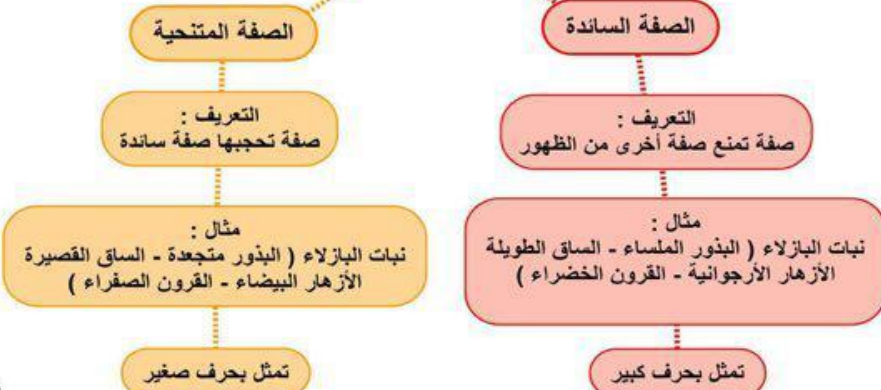 الصفة السائدة
التعريف :
صفة تمنع صفة أخرى من الظهور
مثال :
نبات البازلاء ( البذور الملساء - الساق الطويلة
الأزهار الأرجوانية - القرون الخضراء )
تمثل بحرف كبير
الصفة المتنحية
التعريف :
صفة تحجبها صفة سائدة
مثال :
نبات البازلاء ( البذور متجعدة - الساق القصيرة
الأزهار البيضاء - القرون الصفراء )
تمثل بحرف صغير